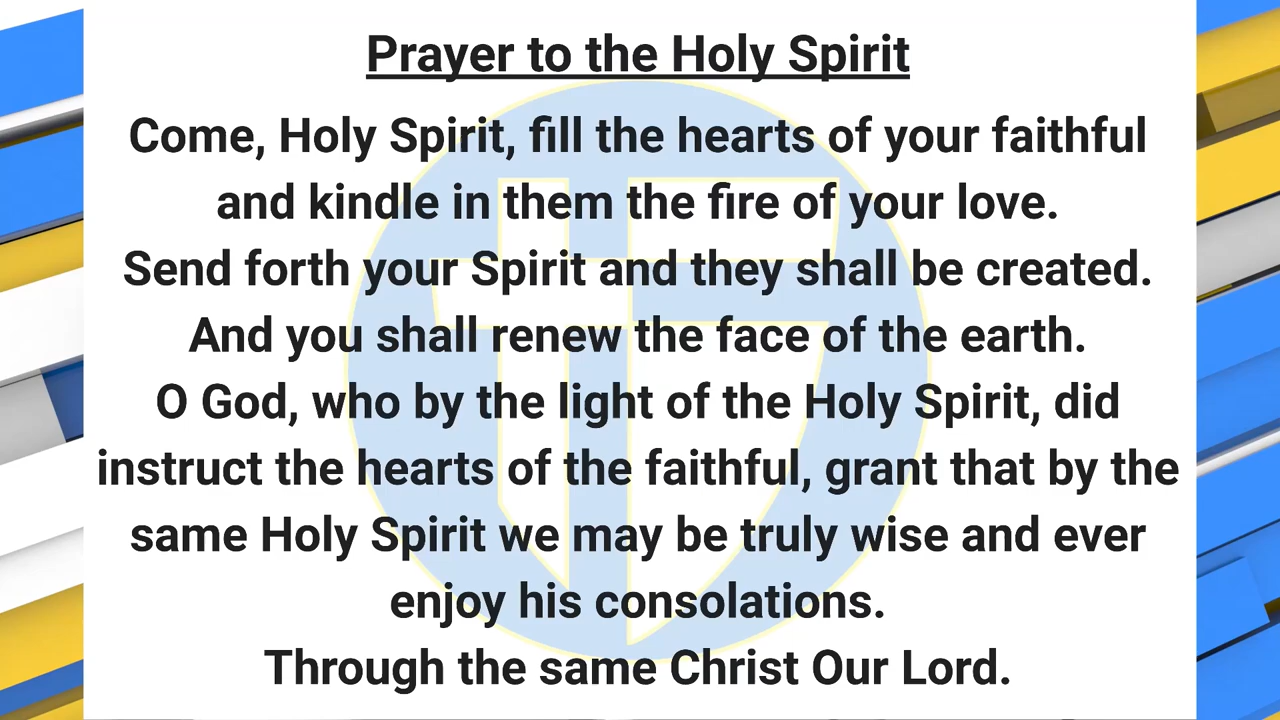 Prayer to the Holy Spirit
Come, Holy Spirit, fill the hearts of your faithful
and kindle in them the fire of your love.
Send forth your Spirit and they shall be created.
And you shall renew the face of the earth.
O God, who by the light of the Holy Spirit, did
instruct the hearts of the faithful, grant that by the
same Holy Spirit we may be truly wise and ever
enjoy his consolations.
Through the same Christ Our Lord.